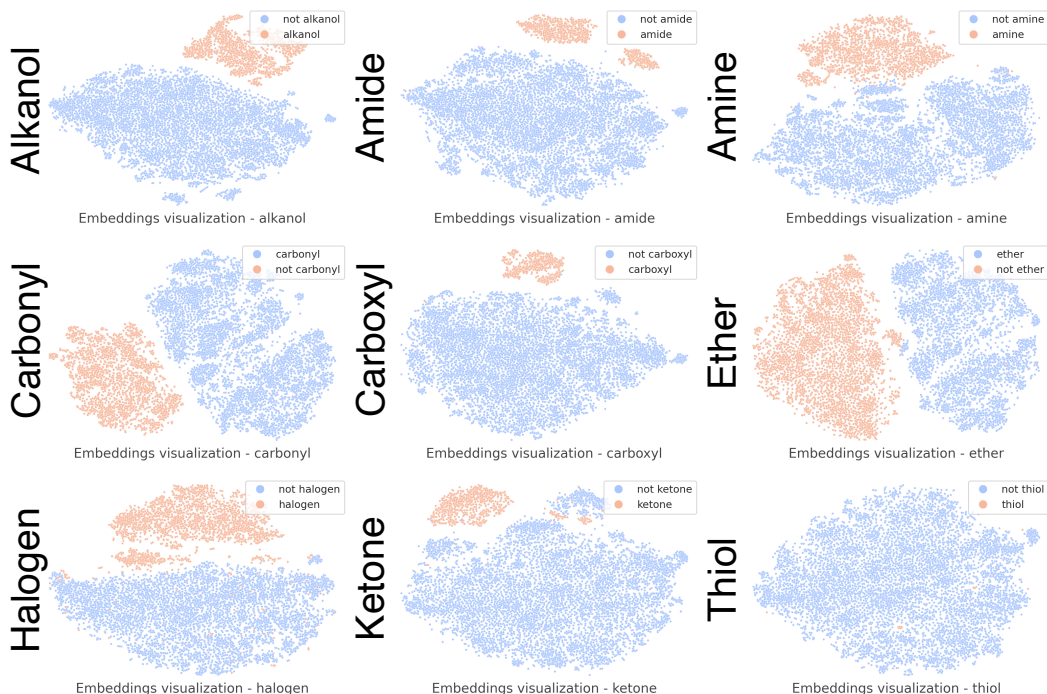 Alkanol
not alkanol
alkanol
Embeddings visualization - alkanol
Amide
not amide
amide
Embeddings visualization - amide
Amine
not amine
amine
Embeddings visualization - amine
Carbonyl
carbonyl
not carbonyl
Embeddings visualization - carbonyl
Carboxyl
not carboxyl
carboxyl
Embeddings visualization - carboxyl
Ether
ether
not ether
Embeddings visualization - ether
Halogen
not halogen
halogen
Embeddings visualization - halogen
Ketone
not ketone
ketone
Embeddings visualization - ketone
Thiol
not thiol
thiol
Embeddings visualization - thiol